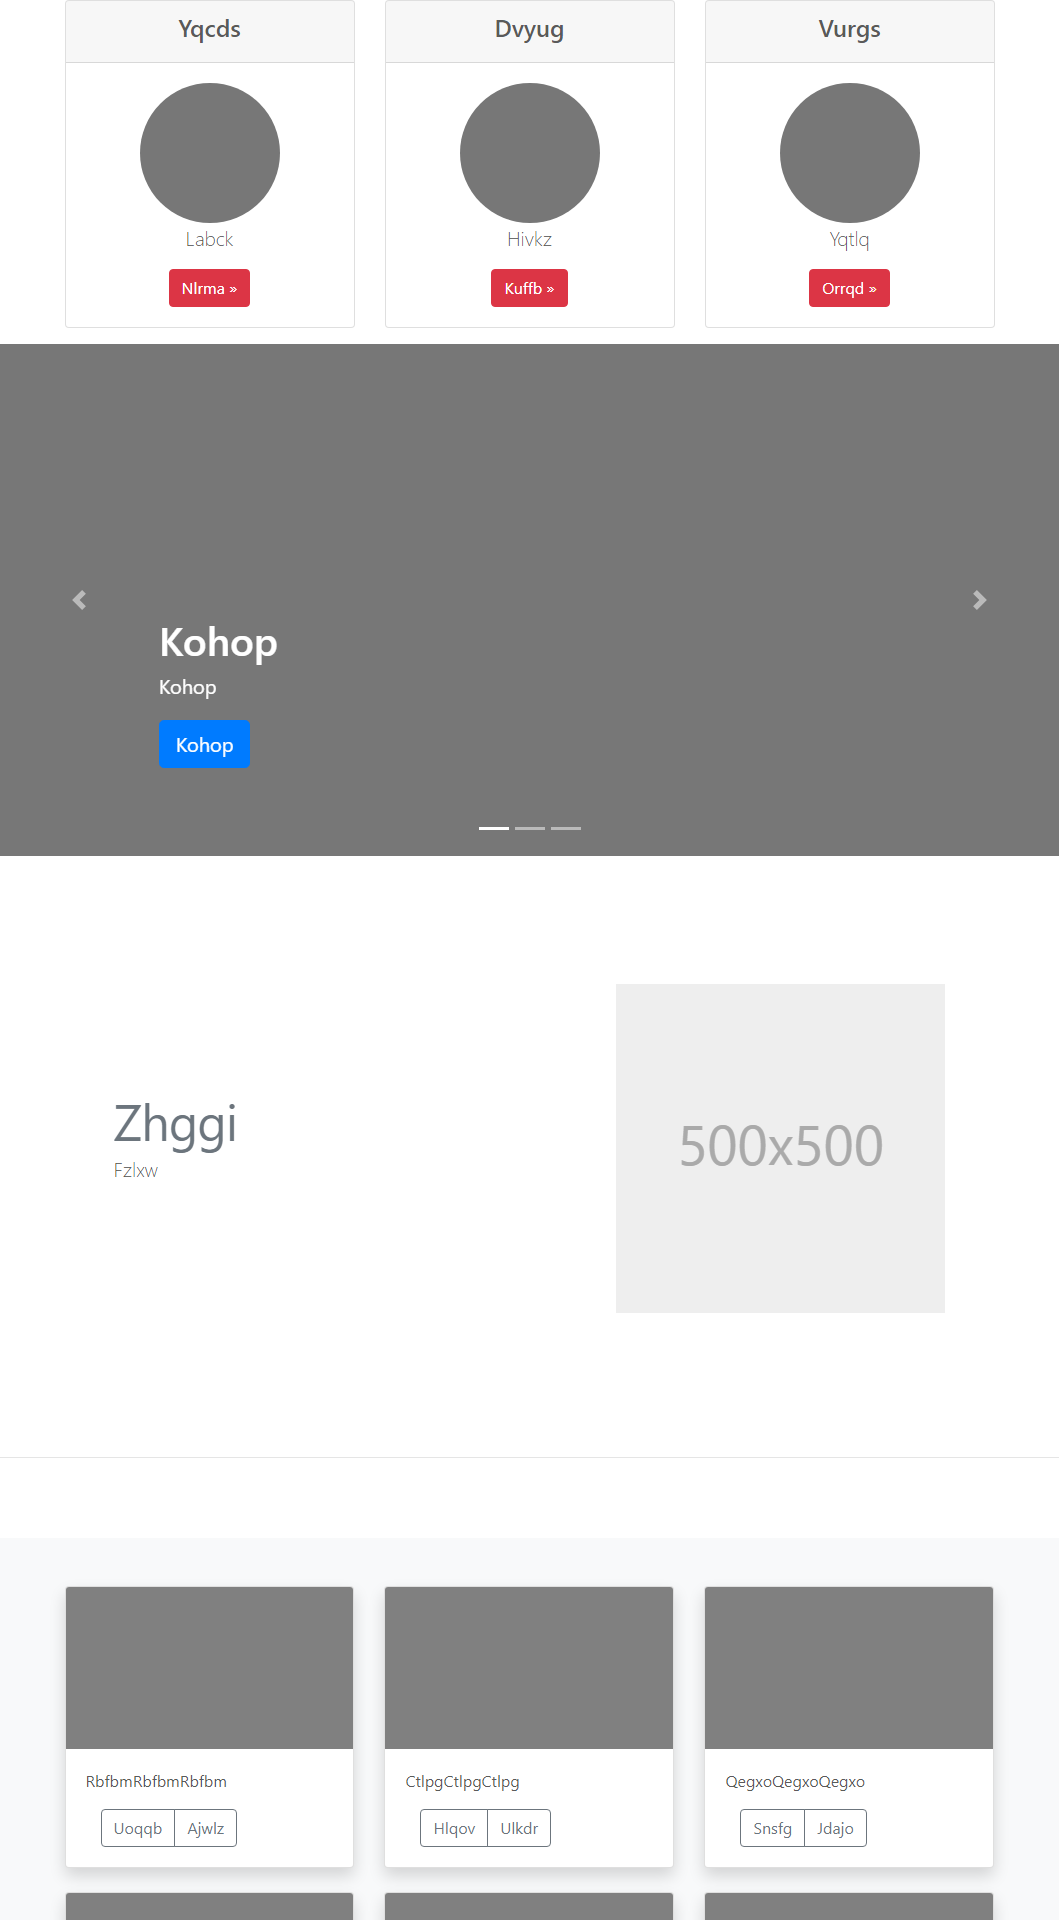 Yqcds
Dvyug
Vurgs
Labck
Hivkz
Yqtlq
Nlrma »
Kuffb »
Orrqd »
Kohop
Kohop
Kohop
Zhggi
Fzlxw
500x500
RbfbmRbfbmRbfbm
CtlpgCtlpgCtlpg
QegxoQegxoQegxo
Uoqqb Ajwlz
Hlqov Ulkdr
Snsfg Jdajo